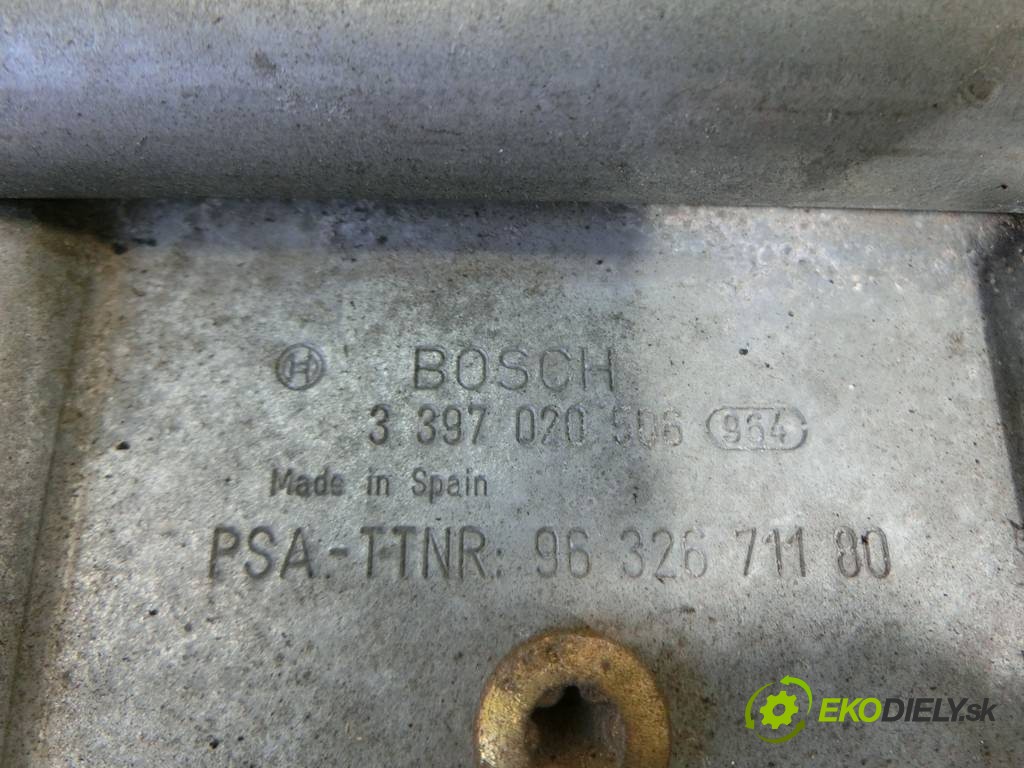 BOSCH
3 397 020 506 964
Made in Spain
PSA.-TTNR: 96 326 711 80
EKODIELY.sk